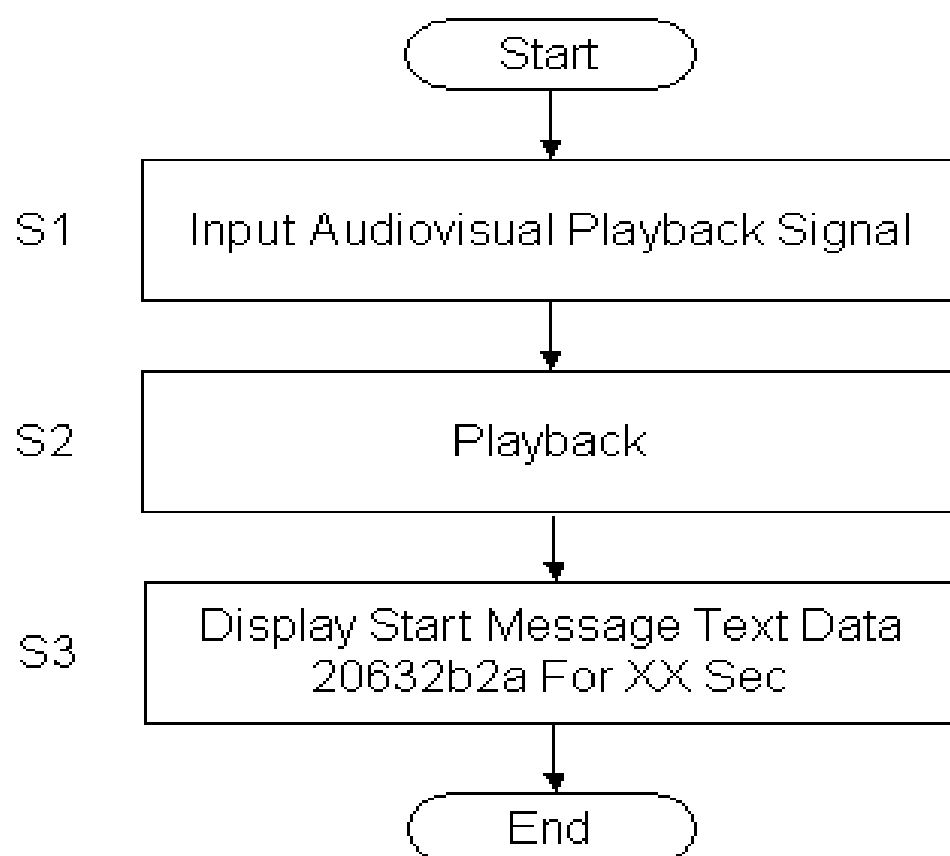 Start
S1
Input Audiovisual Playback Signal
S2
Playback
S3
Display Start Message Text Data
20632b2a For XX Sec
End